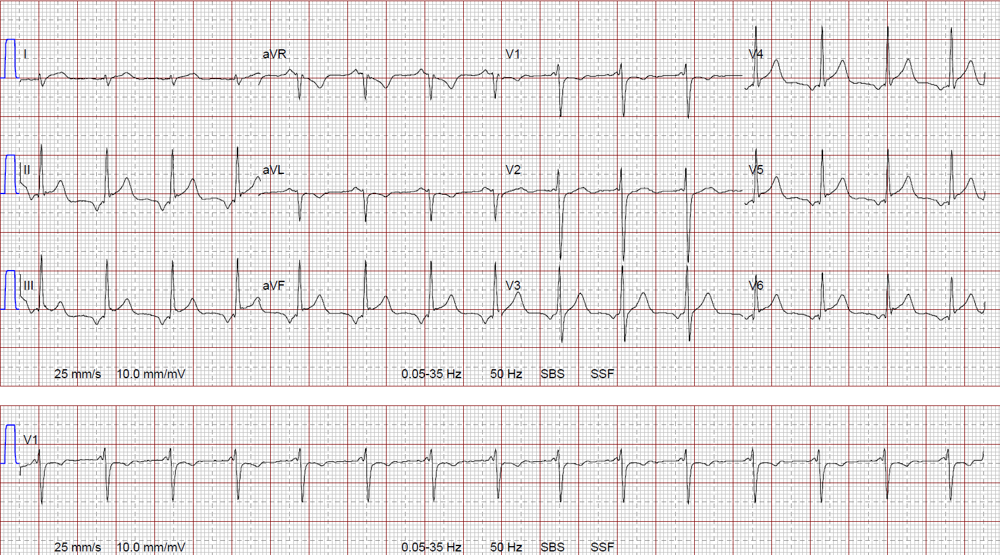 I aVR V1 V4
II aVL V2 V5
III aVF V3 V6
25 mm/s 10.0 mm/mV 0.05-35 Hz 50 Hz SBS SSF
V1
25 mm/s 10.0 mm/mV 0.05-35 Hz 50 Hz SBS SSF